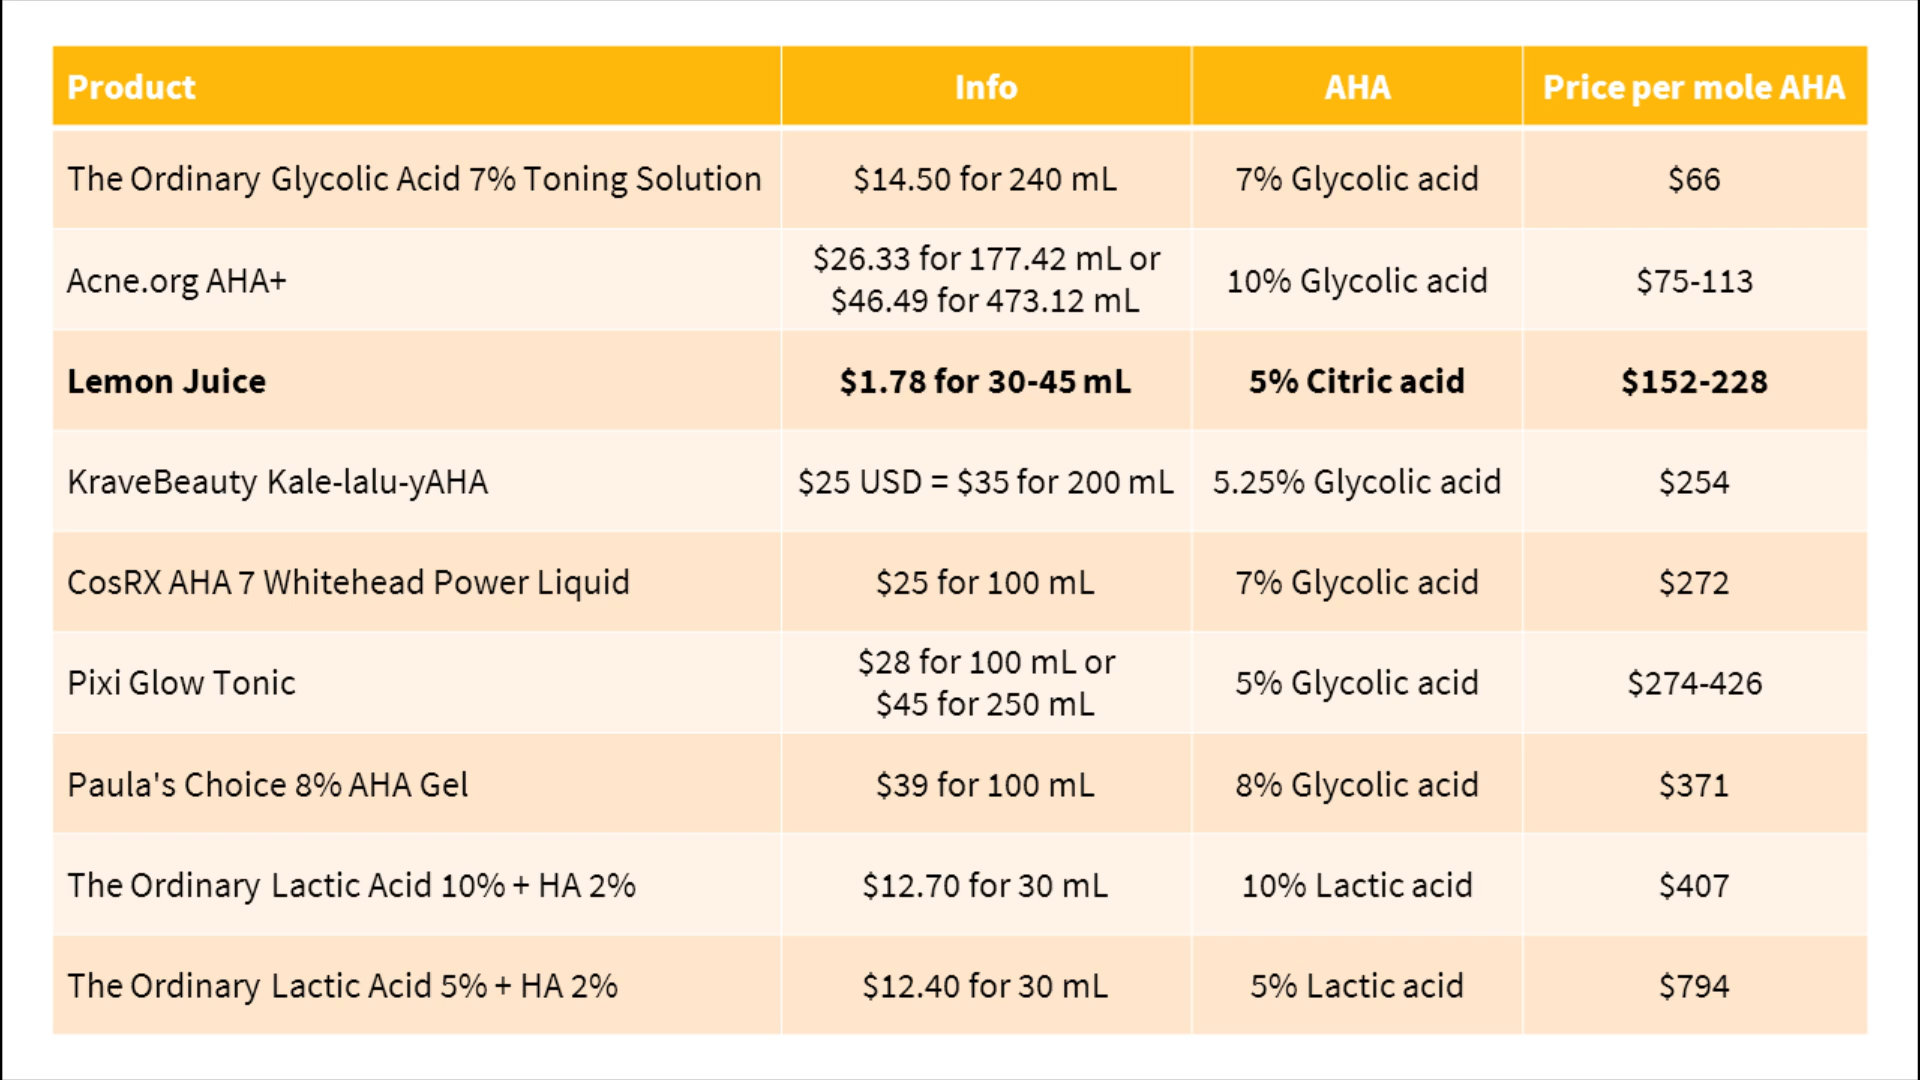 Product Info AHA Price per mole AHA
The Ordinary Glycolic Acid 7% Toning Solution $14.50 for 240 mL 7% Glycolic acid $66
Acne.org AHA+ $26.33 for 177.42 mL or
$46.49 for 473.12 mL 10% Glycolic acid $75-113
Lemon Juice $1.78 for 30-45 mL 5% Citric acid $152-228
KraveBeauty Kale-lalu-yAHA $25 USD = $35 for 200 mL 5.25% Glycolic acid $254
CosRX AHA 7 Whitehead Power Liquid $25 for 100 mL 7% Glycolic acid $272
Pixi Glow Tonic $28 for 100 mL or
$45 for 250 mL 5% Glycolic acid $274-426
Paula's Choice 8% AHA Gel $39 for 100 mL 8% Glycolic acid $371
The Ordinary Lactic Acid 10% + HA 2% $12.70 for 30 mL 10% Lactic acid $407
The Ordinary Lactic Acid 5% + HA 2% $12.40 for 30 mL 5% Lactic acid $794